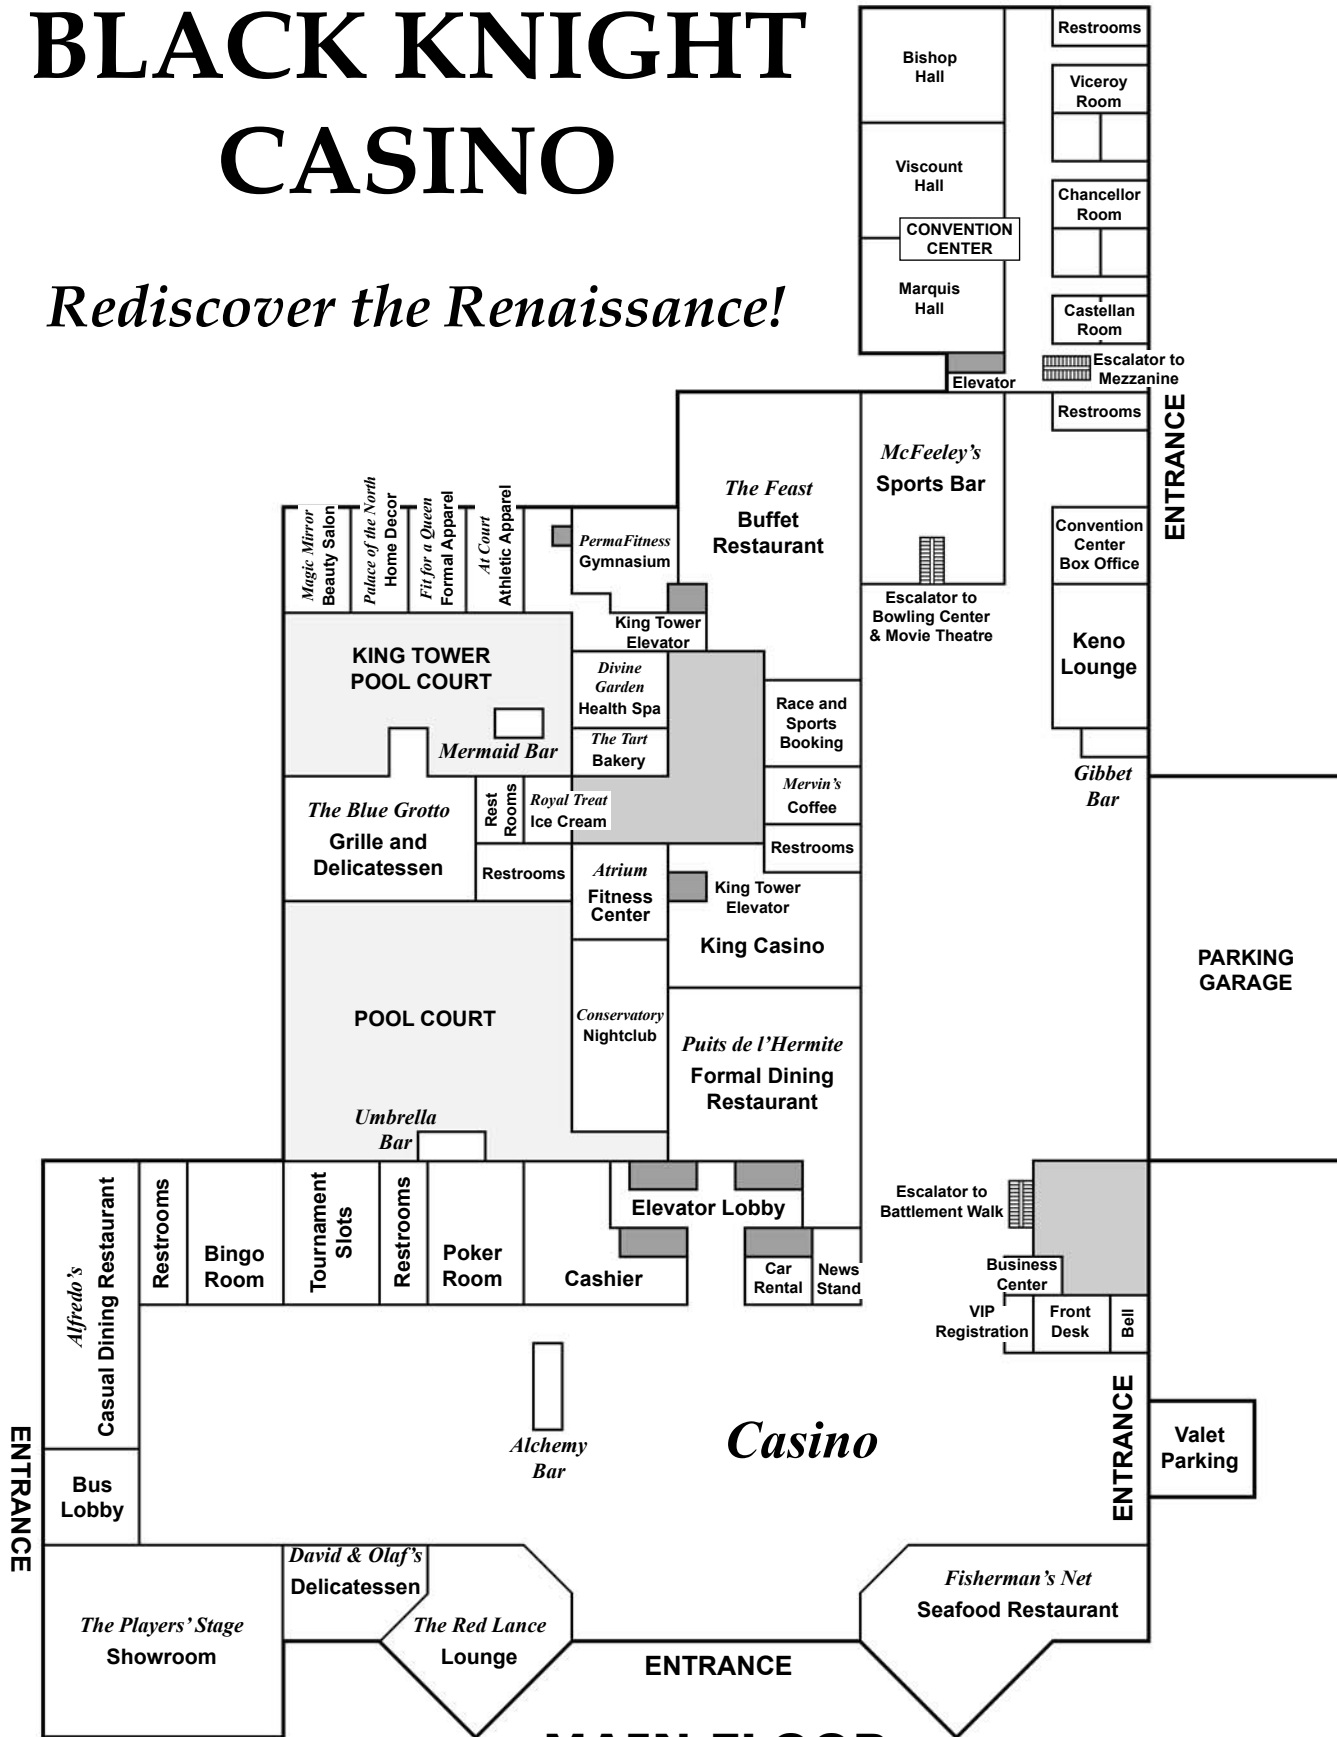 BLACK KNIGHT
CASINO
Rediscover the Renaissance!
Bishop
Hall
Restrooms
Viceroy
Room
Viscount
Hall
Chancellor
Room
CONVENTION
CENTER
Marquis
Hall
Castellan
Room
Elevator
Escalator to
Mezzanine
ENTRANCE
Restrooms
McFeeley's
Sports Bar
The Feast
Buffet
Restaurant
Magic Mirror
Beauty Salon
Palace of the North
Home Decor
Fit for a Queen
Formal Apparel
At Court
Athletic Apparel
PermaFitness
Gymnasium
Convention
Center
Box Office
Escalator to
Bowling Center
& Movie Theatre
King Tower
Elevator
Keno
Lounge
KING TOWER
POOL COURT
Divine
Garden
Health Spa
Race and
Sports
Booking
Mermaid Bar
The Tart
Bakery
Gibbet
Bar
The Blue Grotto
Grille and
Delicatessen
Rest
Rooms
Royal Treat
Ice Cream
Mervin's
Coffee
Restrooms
Restrooms
Atrium
Fitness
Center
King Tower
Elevator
King Casino
PARKING
GARAGE
POOL COURT
Conservatory
Nightclub
Puits de l'Hermite
Formal Dining
Restaurant
Umbrella
Bar
Alfredo's
Casual Dining Restaurant
Restrooms
Bingo
Room
Tournament
Slots
Restrooms
Poker
Room
Cashier
Elevator Lobby
Car
Rental
News
Stand
Escalator to
Battlement Walk
Business
Center
VIP
Registration
Front
Desk
Bell
ENTRANCE
Bus
Lobby
Alchemy
Bar
Casino
ENTRANCE
Valet
Parking
David & Olaf's
Delicatessen
The Players' Stage
Showroom
The Red Lance
Lounge
ENTRANCE
Fisherman's Net
Seafood Restaurant
MAIN FLOOR